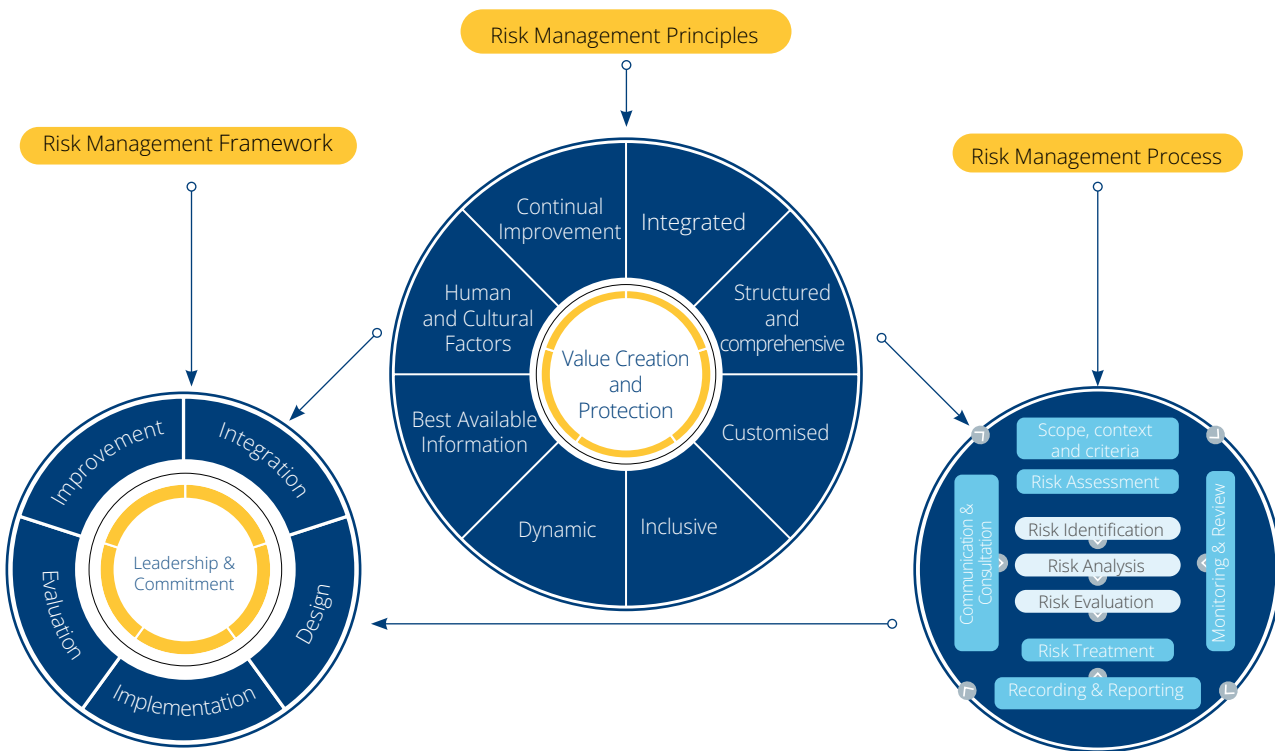 Risk Management Principles
Risk Management Framework
Risk Management Process
Continual
Improvement
Integrated
Human
and Cultural
Factors
Structured
and
comprehensive
Value Creation
and
Protection
Best Available
Information
Customised
Dynamic
Inclusive
Improvement
Integration
Leadership &
Commitment
Evaluation
Design
Implementation
Scope, context
and criteria
Risk Assessment
Communication &
Consultation
Risk Identification
Risk Analysis
Risk Evaluation
Monitoring & Review
Risk Treatment
Recording & Reporting